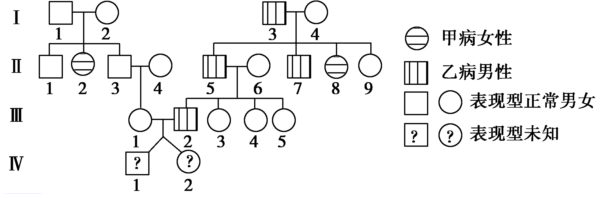 Ⅰ
1 2 3 4
甲病女性
Ⅱ
1 2 3 4 5 6 7 8 9
乙病男性
Ⅲ
1 2 3 4 5
表现型正常男女
Ⅳ
? ?
1 2
? ? 表现型未知